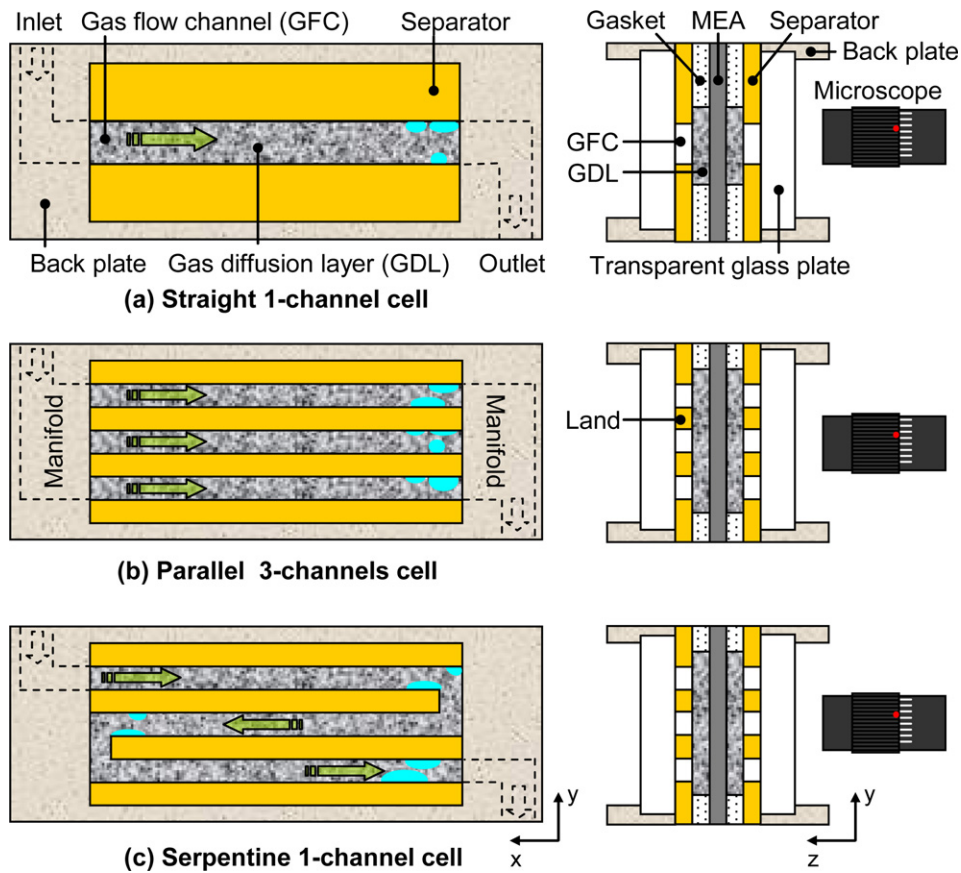 Inlet
Gas flow channel (GFC)
Separator
Gasket
MEA
Separator
Back plate
Microscope
GFC
GDL
Back plate
Gas diffusion layer (GDL)
Outlet
Transparent glass plate
(a) Straight 1-channel cell
Manifold
Manifold
Land
(b) Parallel 3-channels cell
y
x
y
z
(c) Serpentine 1-channel cell